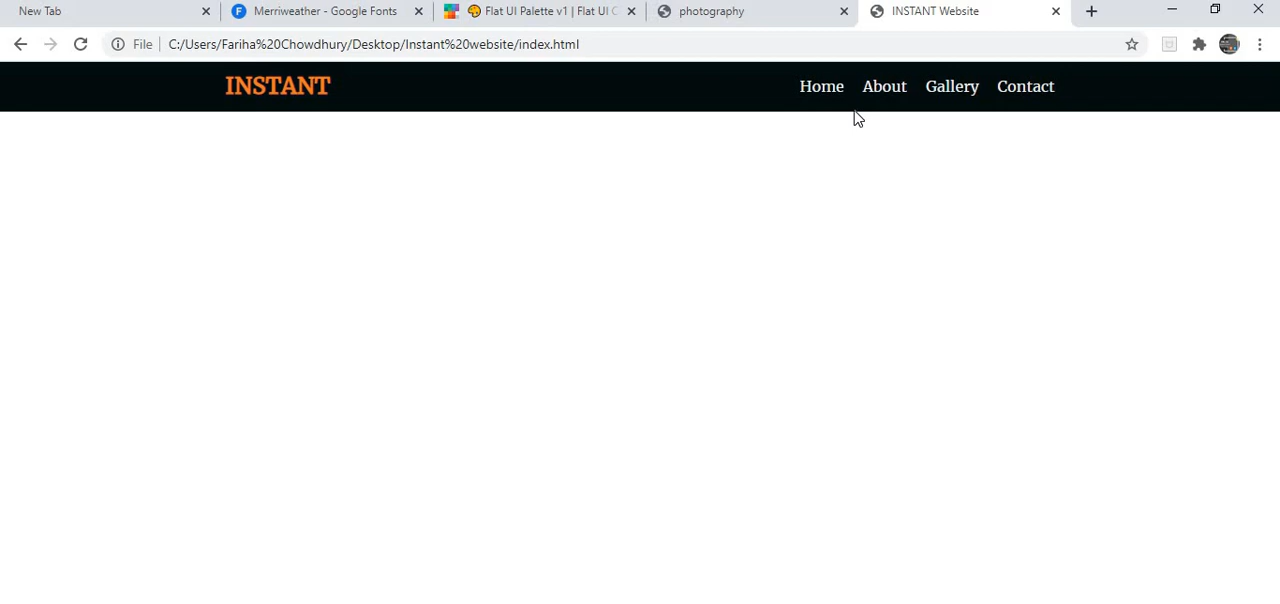 New Tab
Merriweather - Google Fonts
Flat UI Palette v1 | Flat UI C
photography
INSTANT Website
File
C:/Users/Fariha%20Chowdhury/Desktop/Instant%20website/index.html
INSTANT
Home About Gallery Contact